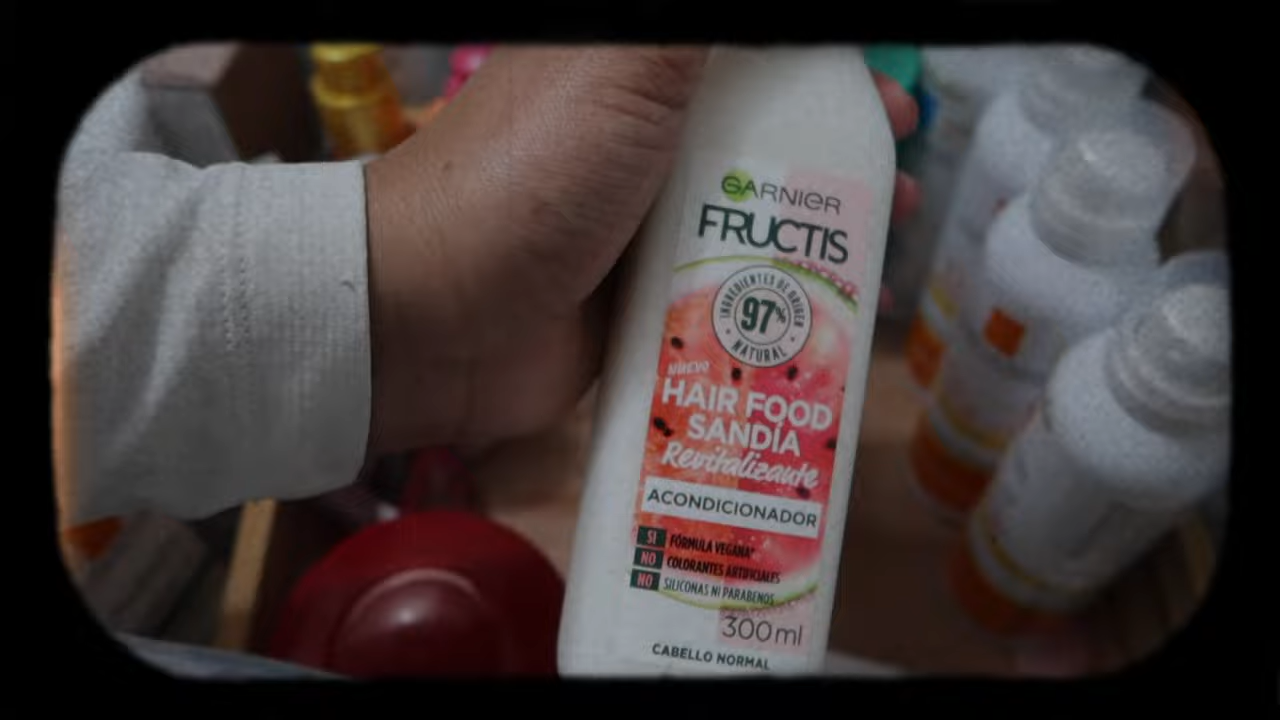 GARNIER
FRUCTIS
INGREDIENTES DE ORIGEN
97%
NATURAL
NUEVO
HAIR FOOD
SANDÍA
Revitalizante
ACONDICIONADOR
SI FÓRMULA VEGANA*
NO COLORANTES ARTIFICIALES
NO SILICONAS NI PARABENOS
300ml
CABELLO NORMAL